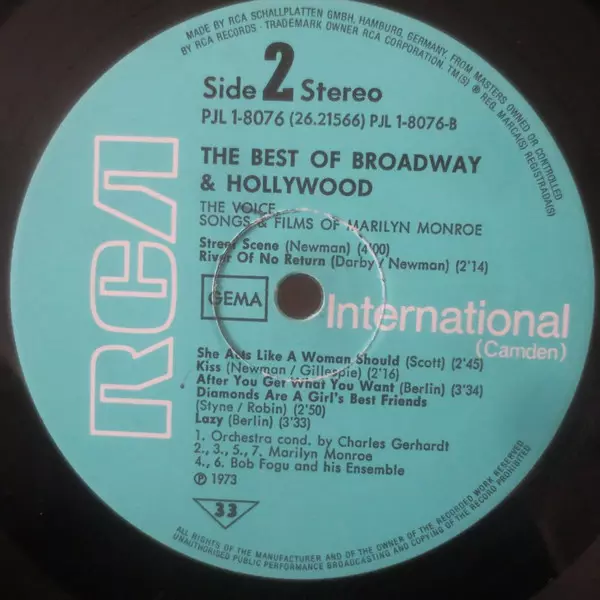 MADE BY RCA SCHALLPLATTEN GMBH, HAMBURG, GERMANY, FROM MASTERS OWNED OR CONTROLLED
BY RCA RECORDS · TRADEMARK OWNER RCA CORPORATION. TM(S) ® REG. MARCA(S) REGISTRADA(S)
Side 2 Stereo
PJL 1-8076 (26.21566) PJL 1-8076-B
RCA
THE BEST OF BROADWAY
& HOLLYWOOD
THE VOICE,
SONGS & FILMS OF MARILYN MONROE
Street Scene (Newman) (4'00)
River Of No Return (Darby / Newman) (2'14)
GEMA
International
(Camden)
She Acts Like A Woman Should (Scott) (2'45)
Kiss (Newman / Gillespie) (2'16)
After You Get What You Want (Berlin) (3'34)
Diamonds Are A Girl's Best Friends
(Styne / Robin) (2'50)
Lazy (Berlin) (3'33)
1. Orchestra cond. by Charles Gerhardt
2., 3., 5., 7. Marilyn Monroe
4., 6. Bob Fogu and his Ensemble
℗ 1973
33
ALL RIGHTS OF THE MANUFACTURER AND OF THE OWNER OF THE RECORDED WORK RESERVED
UNAUTHORISED PUBLIC PERFORMANCE BROADCASTING AND COPYING OF THE RECORD PROHIBITED